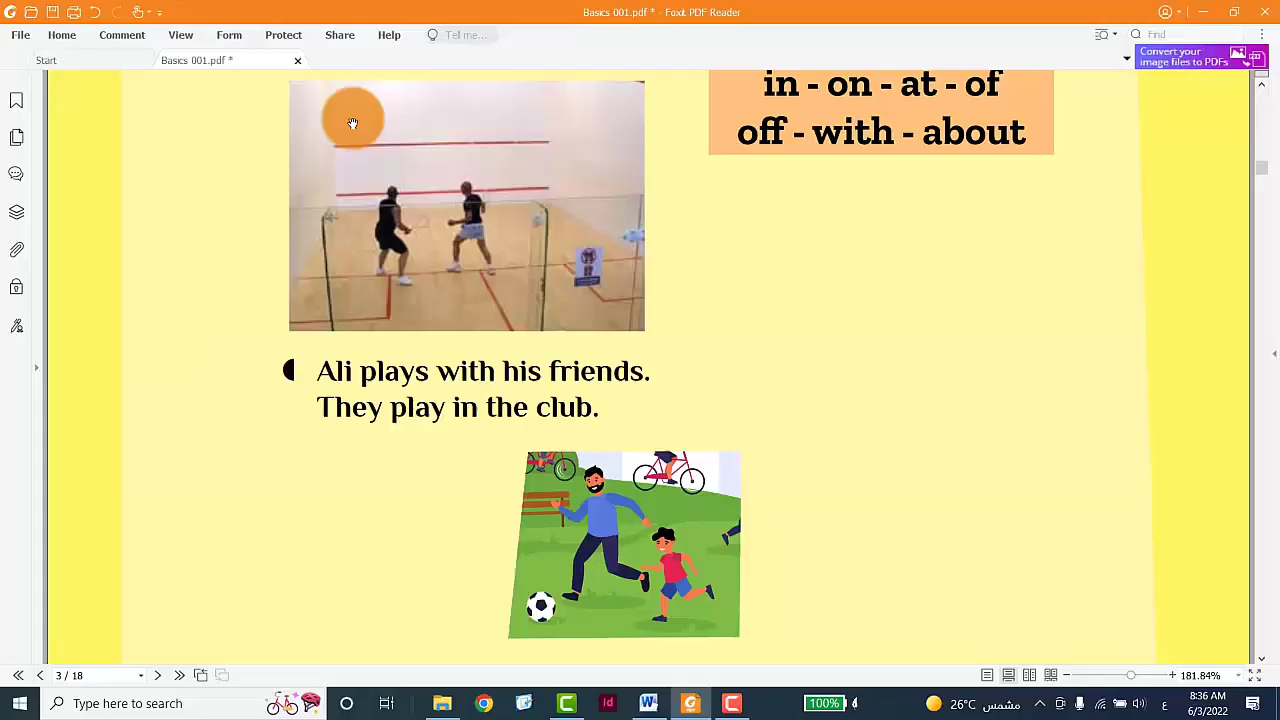 Basics 001.pdf * - Foxit PDF Reader
File Home Comment View Form Protect Share Help Tell me... Find
Start Basics 001.pdf *
Convert your
image files to PDFs
in - on - at - of
off - with - about
Ali plays with his friends.
They play in the club.
3 / 18
181.84%
Type here to search
100%
26°C مشمس
E
8:36 AM
6/3/2022